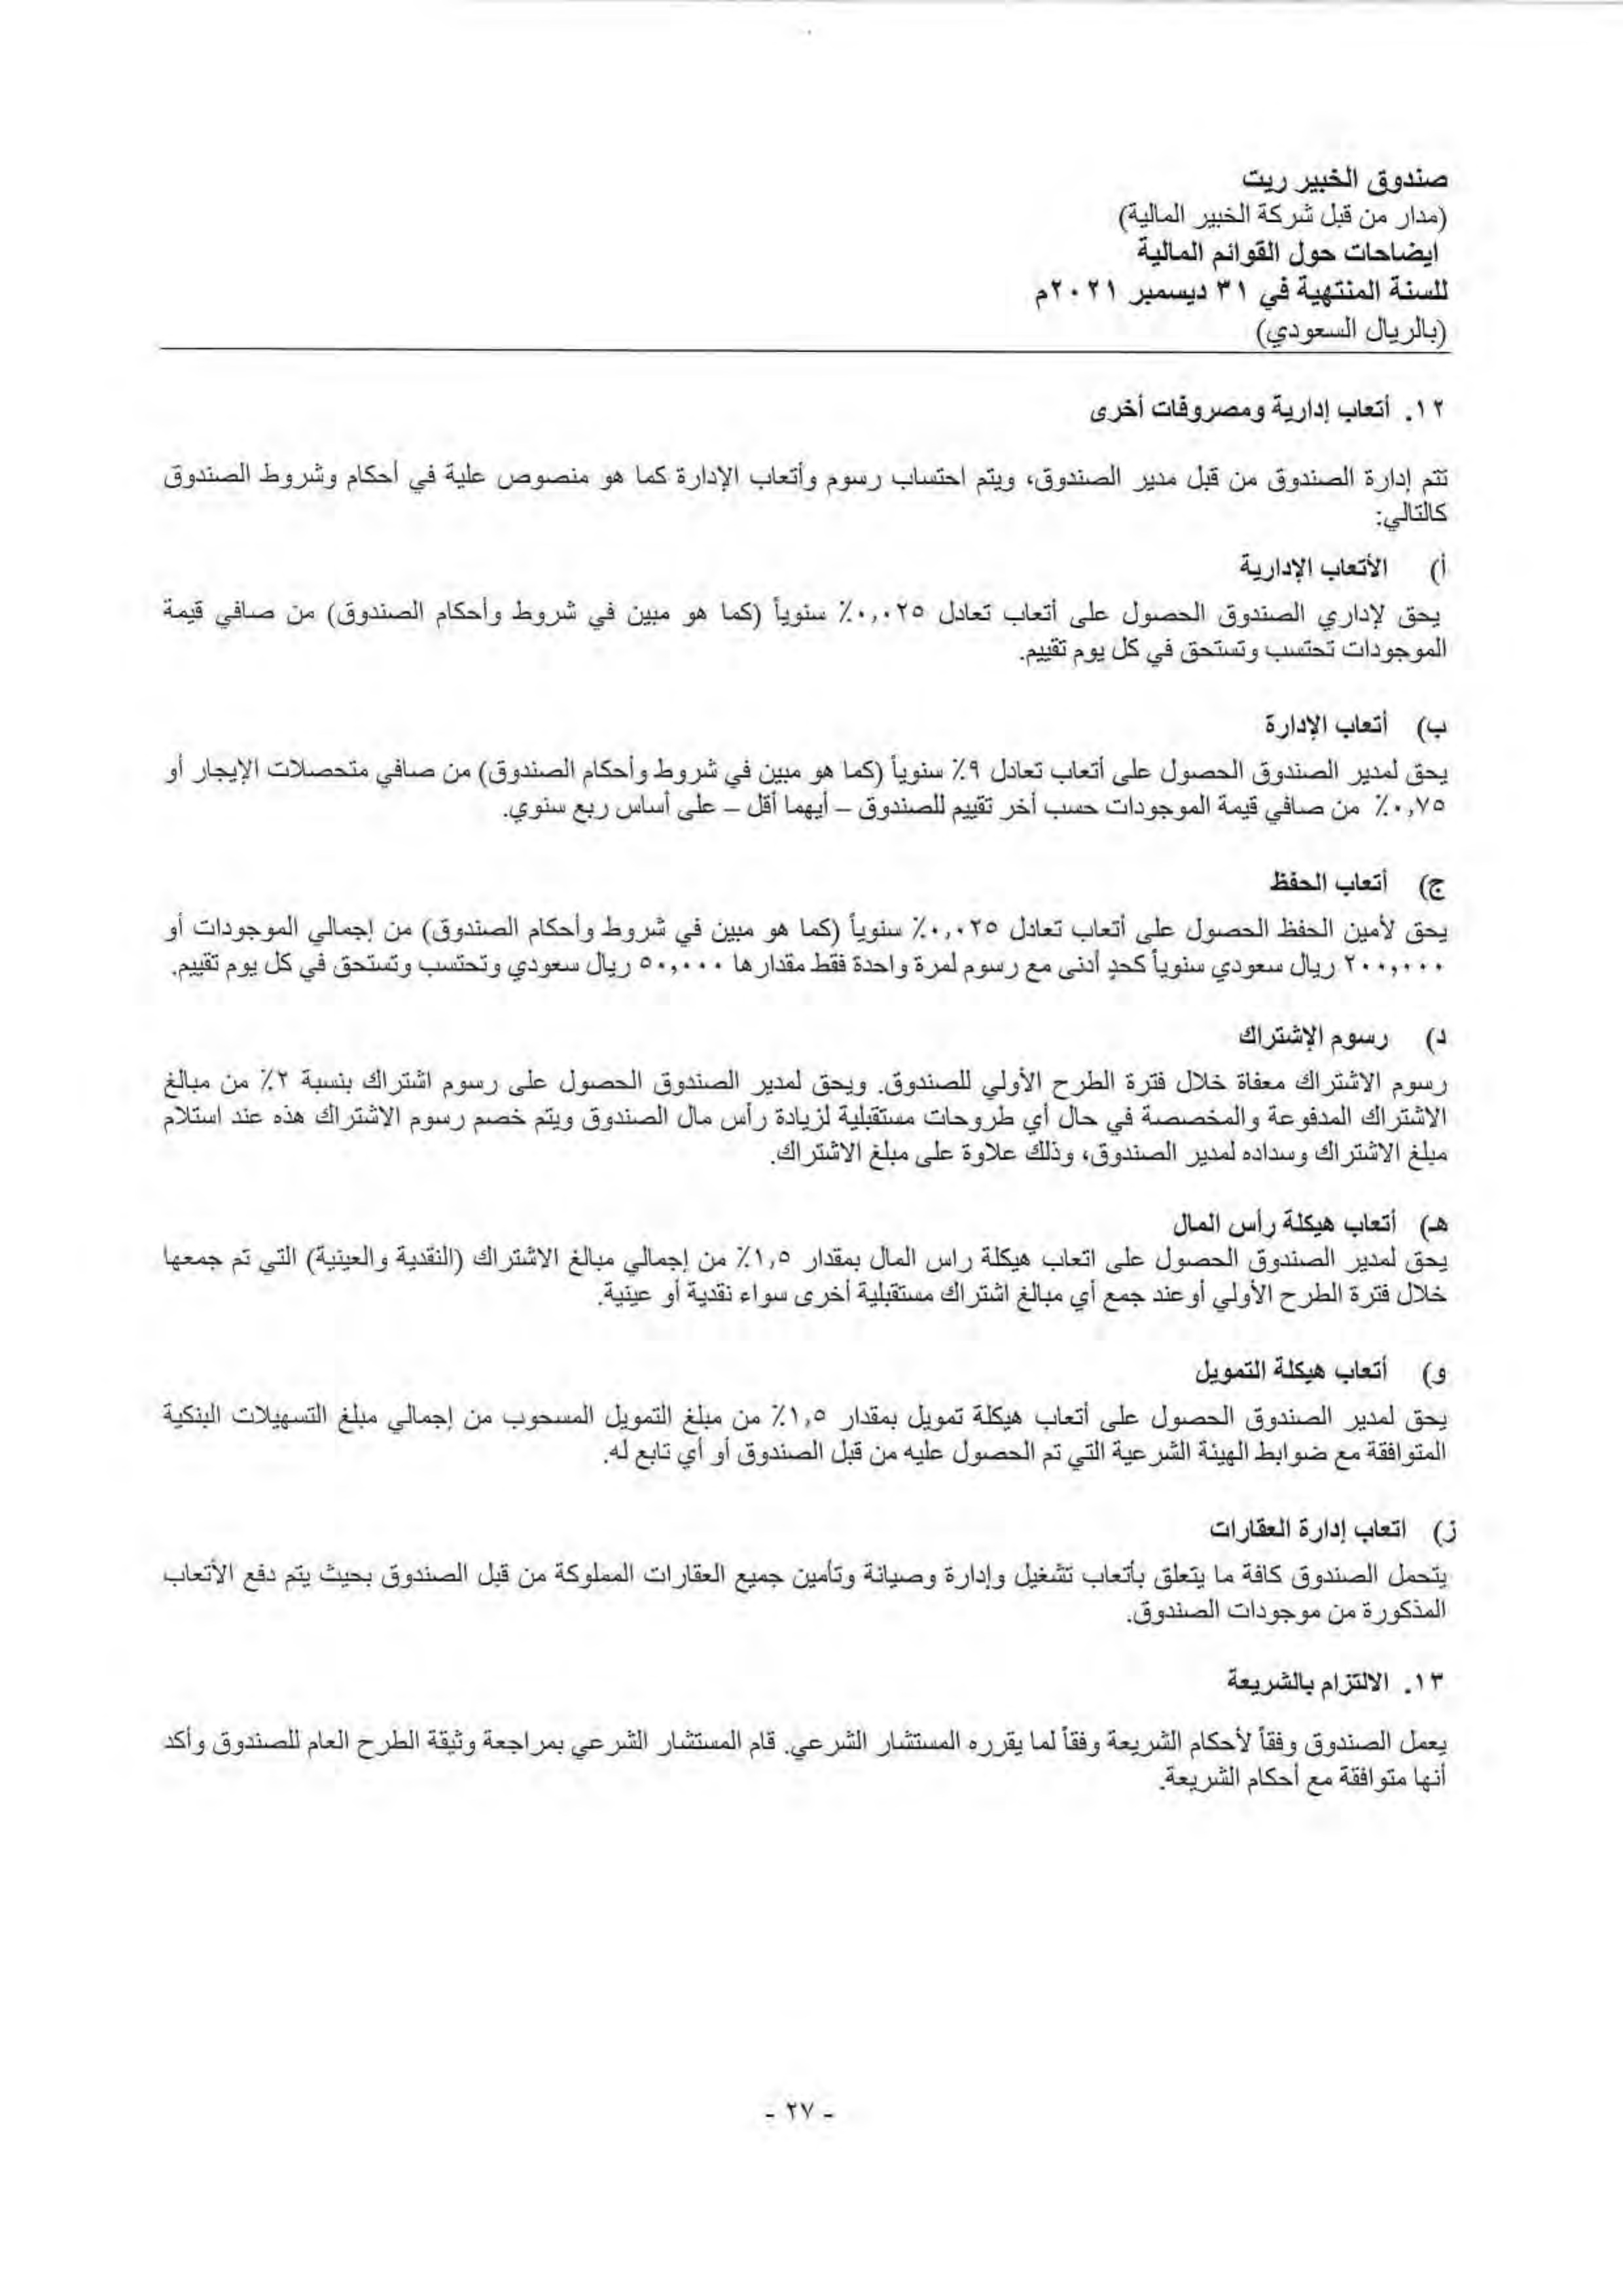 صندوق الخبير ريت
(مدار من قبل شركة الخبير المالية)
ايضاحات حول القوائم المالية
للسنة المنتهية في ٣١ ديسمبر ٢٠٢١م
(بالريال السعودي)
١٢. أتعاب إدارية ومصروفات أخرى
تتم إدارة الصندوق من قبل مدير الصندوق، ويتم احتساب رسوم وأتعاب الإدارة كما هو منصوص علية في أحكام وشروط الصندوق
كالتالي:
أ) الأتعاب الإدارية
يحق لإداري الصندوق الحصول على أتعاب تعادل ٠,٠٢٥٪ سنوياً (كما هو مبين في شروط وأحكام الصندوق) من صافي قيمة
الموجودات تحتسب وتستحق في كل يوم تقييم.
ب) أتعاب الإدارة
يحق لمدير الصندوق الحصول على أتعاب تعادل ٩٪ سنوياً (كما هو مبين في شروط وأحكام الصندوق) من صافي متحصلات الإيجار أو
٠,٧٥٪ من صافي قيمة الموجودات حسب أخر تقييم للصندوق – أيهما أقل – على أساس ربع سنوي.
ج) أتعاب الحفظ
يحق لأمين الحفظ الحصول على أتعاب تعادل ٠,٠٢٥٪ سنوياً (كما هو مبين في شروط وأحكام الصندوق) من إجمالي الموجودات أو
٢٠٠,٠٠٠ ريال سعودي سنوياً كحدٍ أدنى مع رسوم لمرة واحدة فقط مقدارها ٥٠,٠٠٠ ريال سعودي وتحتسب وتستحق في كل يوم تقييم.
د) رسوم الإشتراك
رسوم الاشتراك معفاة خلال فترة الطرح الأولي للصندوق. ويحق لمدير الصندوق الحصول على رسوم اشتراك بنسبة ٢٪ من مبالغ
الاشتراك المدفوعة والمخصصة في حال أي طروحات مستقبلية لزيادة رأس مال الصندوق ويتم خصم رسوم الاشتراك هذه عند استلام
مبلغ الاشتراك وسداده لمدير الصندوق، وذلك علاوة على مبلغ الاشتراك.
هـ) أتعاب هيكلة رأس المال
يحق لمدير الصندوق الحصول على اتعاب هيكلة راس المال بمقدار ١,٥٪ من إجمالي مبالغ الاشتراك (النقدية والعينية) التي تم جمعها
خلال فترة الطرح الأولي أوعند جمع أي مبالغ اشتراك مستقبلية أخرى سواء نقدية أو عينية.
و) أتعاب هيكلة التمويل
يحق لمدير الصندوق الحصول على أتعاب هيكلة تمويل بمقدار ١,٥٪ من مبلغ التمويل المسحوب من إجمالي مبلغ التسهيلات البنكية
المتوافقة مع ضوابط الهيئة الشرعية التي تم الحصول عليه من قبل الصندوق أو أي تابع له.
ز) اتعاب إدارة العقارات
يتحمل الصندوق كافة ما يتعلق بأتعاب تشغيل وإدارة وصيانة وتأمين جميع العقارات المملوكة من قبل الصندوق بحيث يتم دفع الأتعاب
المذكورة من موجودات الصندوق.
١٣. الالتزام بالشريعة
يعمل الصندوق وفقاً لأحكام الشريعة وفقاً لما يقرره المستشار الشرعي. قام المستشار الشرعي بمراجعة وثيقة الطرح العام للصندوق وأكد
أنها متوافقة مع أحكام الشريعة.
- ٢٧ -